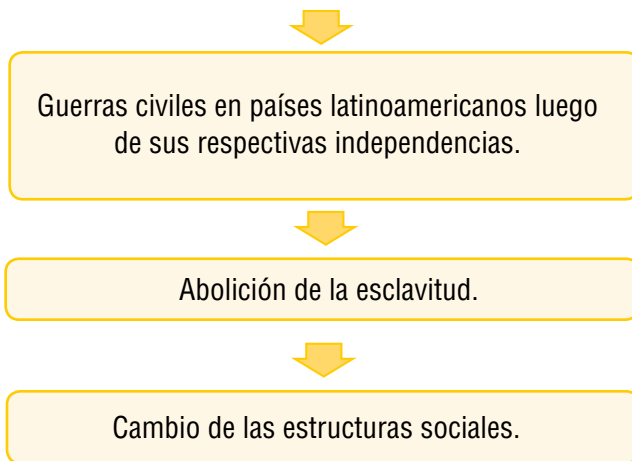 Guerras civiles en países latinoamericanos luego
de sus respectivas independencias.
Abolición de la esclavitud.
Cambio de las estructuras sociales.